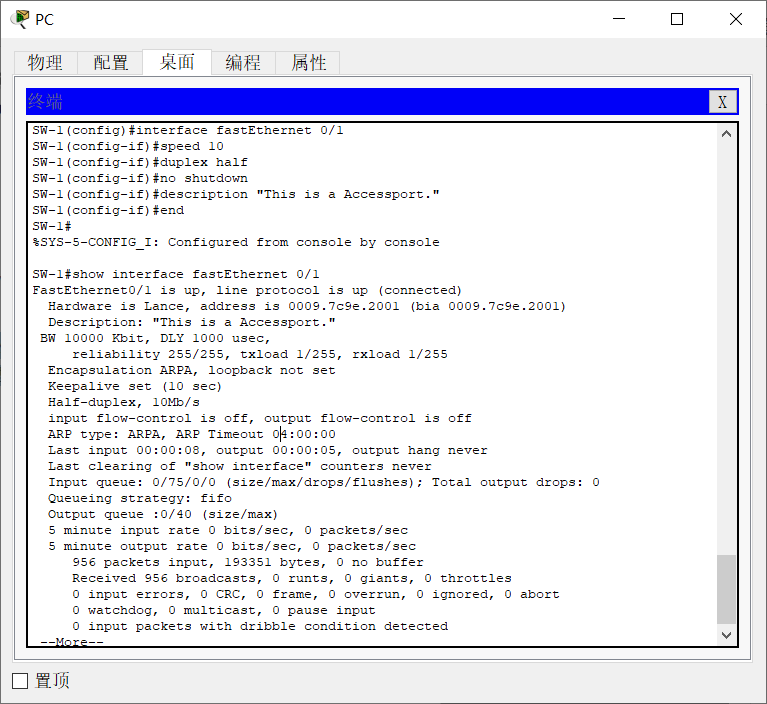 PC
物理 配置 桌面 编程 属性
终端 X
SW-1(config)#interface fastEthernet 0/1
SW-1(config-if)#speed 10
SW-1(config-if)#duplex half
SW-1(config-if)#no shutdown
SW-1(config-if)#description "This is a Accessport."
SW-1(config-if)#end
SW-1#
%SYS-5-CONFIG_I: Configured from console by console
SW-1#show interface fastEthernet 0/1
FastEthernet0/1 is up, line protocol is up (connected)
Hardware is Lance, address is 0009.7c9e.2001 (bia 0009.7c9e.2001)
Description: "This is a Accessport."
BW 10000 Kbit, DLY 1000 usec,
reliability 255/255, txload 1/255, rxload 1/255
Encapsulation ARPA, loopback not set
Keepalive set (10 sec)
Half-duplex, 10Mb/s
input flow-control is off, output flow-control is off
ARP type: ARPA, ARP Timeout 04:00:00
Last input 00:00:08, output 00:00:05, output hang never
Last clearing of "show interface" counters never
Input queue: 0/75/0/0 (size/max/drops/flushes); Total output drops: 0
Queueing strategy: fifo
Output queue :0/40 (size/max)
5 minute input rate 0 bits/sec, 0 packets/sec
5 minute output rate 0 bits/sec, 0 packets/sec
956 packets input, 193351 bytes, 0 no buffer
Received 956 broadcasts, 0 runts, 0 giants, 0 throttles
0 input errors, 0 CRC, 0 frame, 0 overrun, 0 ignored, 0 abort
0 watchdog, 0 multicast, 0 pause input
0 input packets with dribble condition detected
--More--
置顶